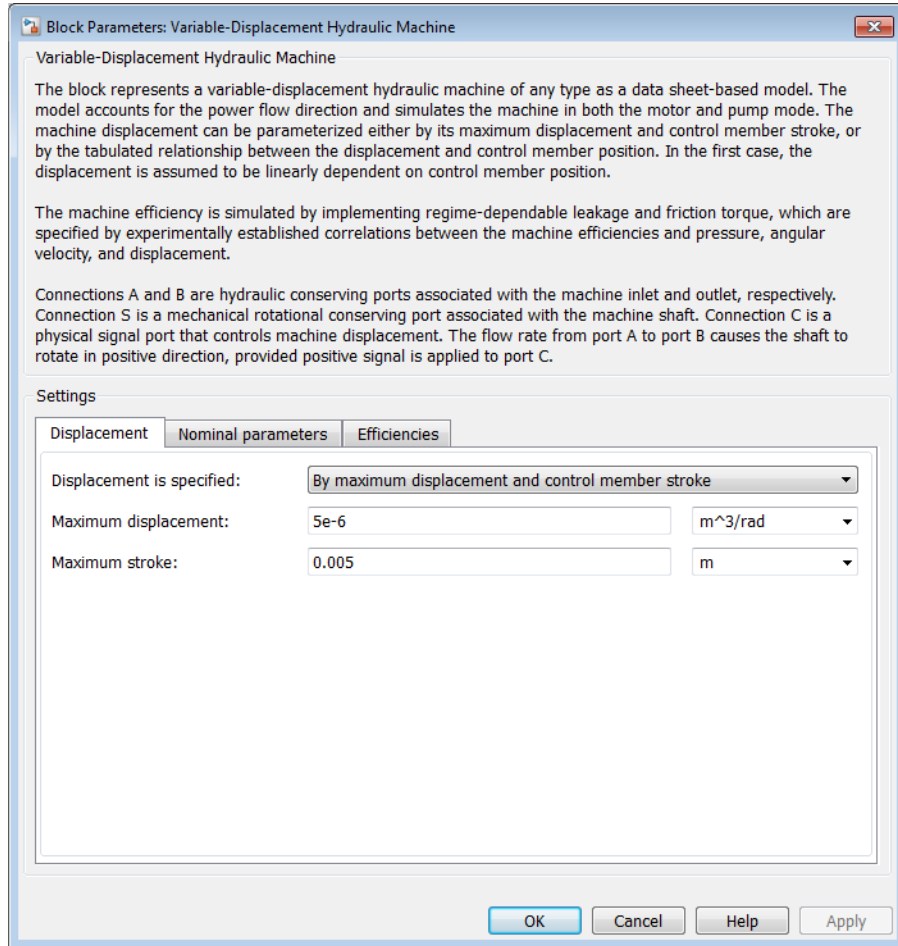 Block Parameters: Variable-Displacement Hydraulic Machine
Variable-Displacement Hydraulic Machine
The block represents a variable-displacement hydraulic machine of any type as a data sheet-based model. The
model accounts for the power flow direction and simulates the machine in both the motor and pump mode. The
machine displacement can be parameterized either by its maximum displacement and control member stroke, or
by the tabulated relationship between the displacement and control member position. In the first case, the
displacement is assumed to be linearly dependent on control member position.
The machine efficiency is simulated by implementing regime-dependable leakage and friction torque, which are
specified by experimentally established correlations between the machine efficiencies and pressure, angular
velocity, and displacement.
Connections A and B are hydraulic conserving ports associated with the machine inlet and outlet, respectively.
Connection S is a mechanical rotational conserving port associated with the machine shaft. Connection C is a
physical signal port that controls machine displacement. The flow rate from port A to port B causes the shaft to
rotate in positive direction, provided positive signal is applied to port C.
Settings
Displacement Nominal parameters Efficiencies
Displacement is specified: By maximum displacement and control member stroke
Maximum displacement: 5e-6 m^3/rad
Maximum stroke: 0.005 m
OK Cancel Help Apply